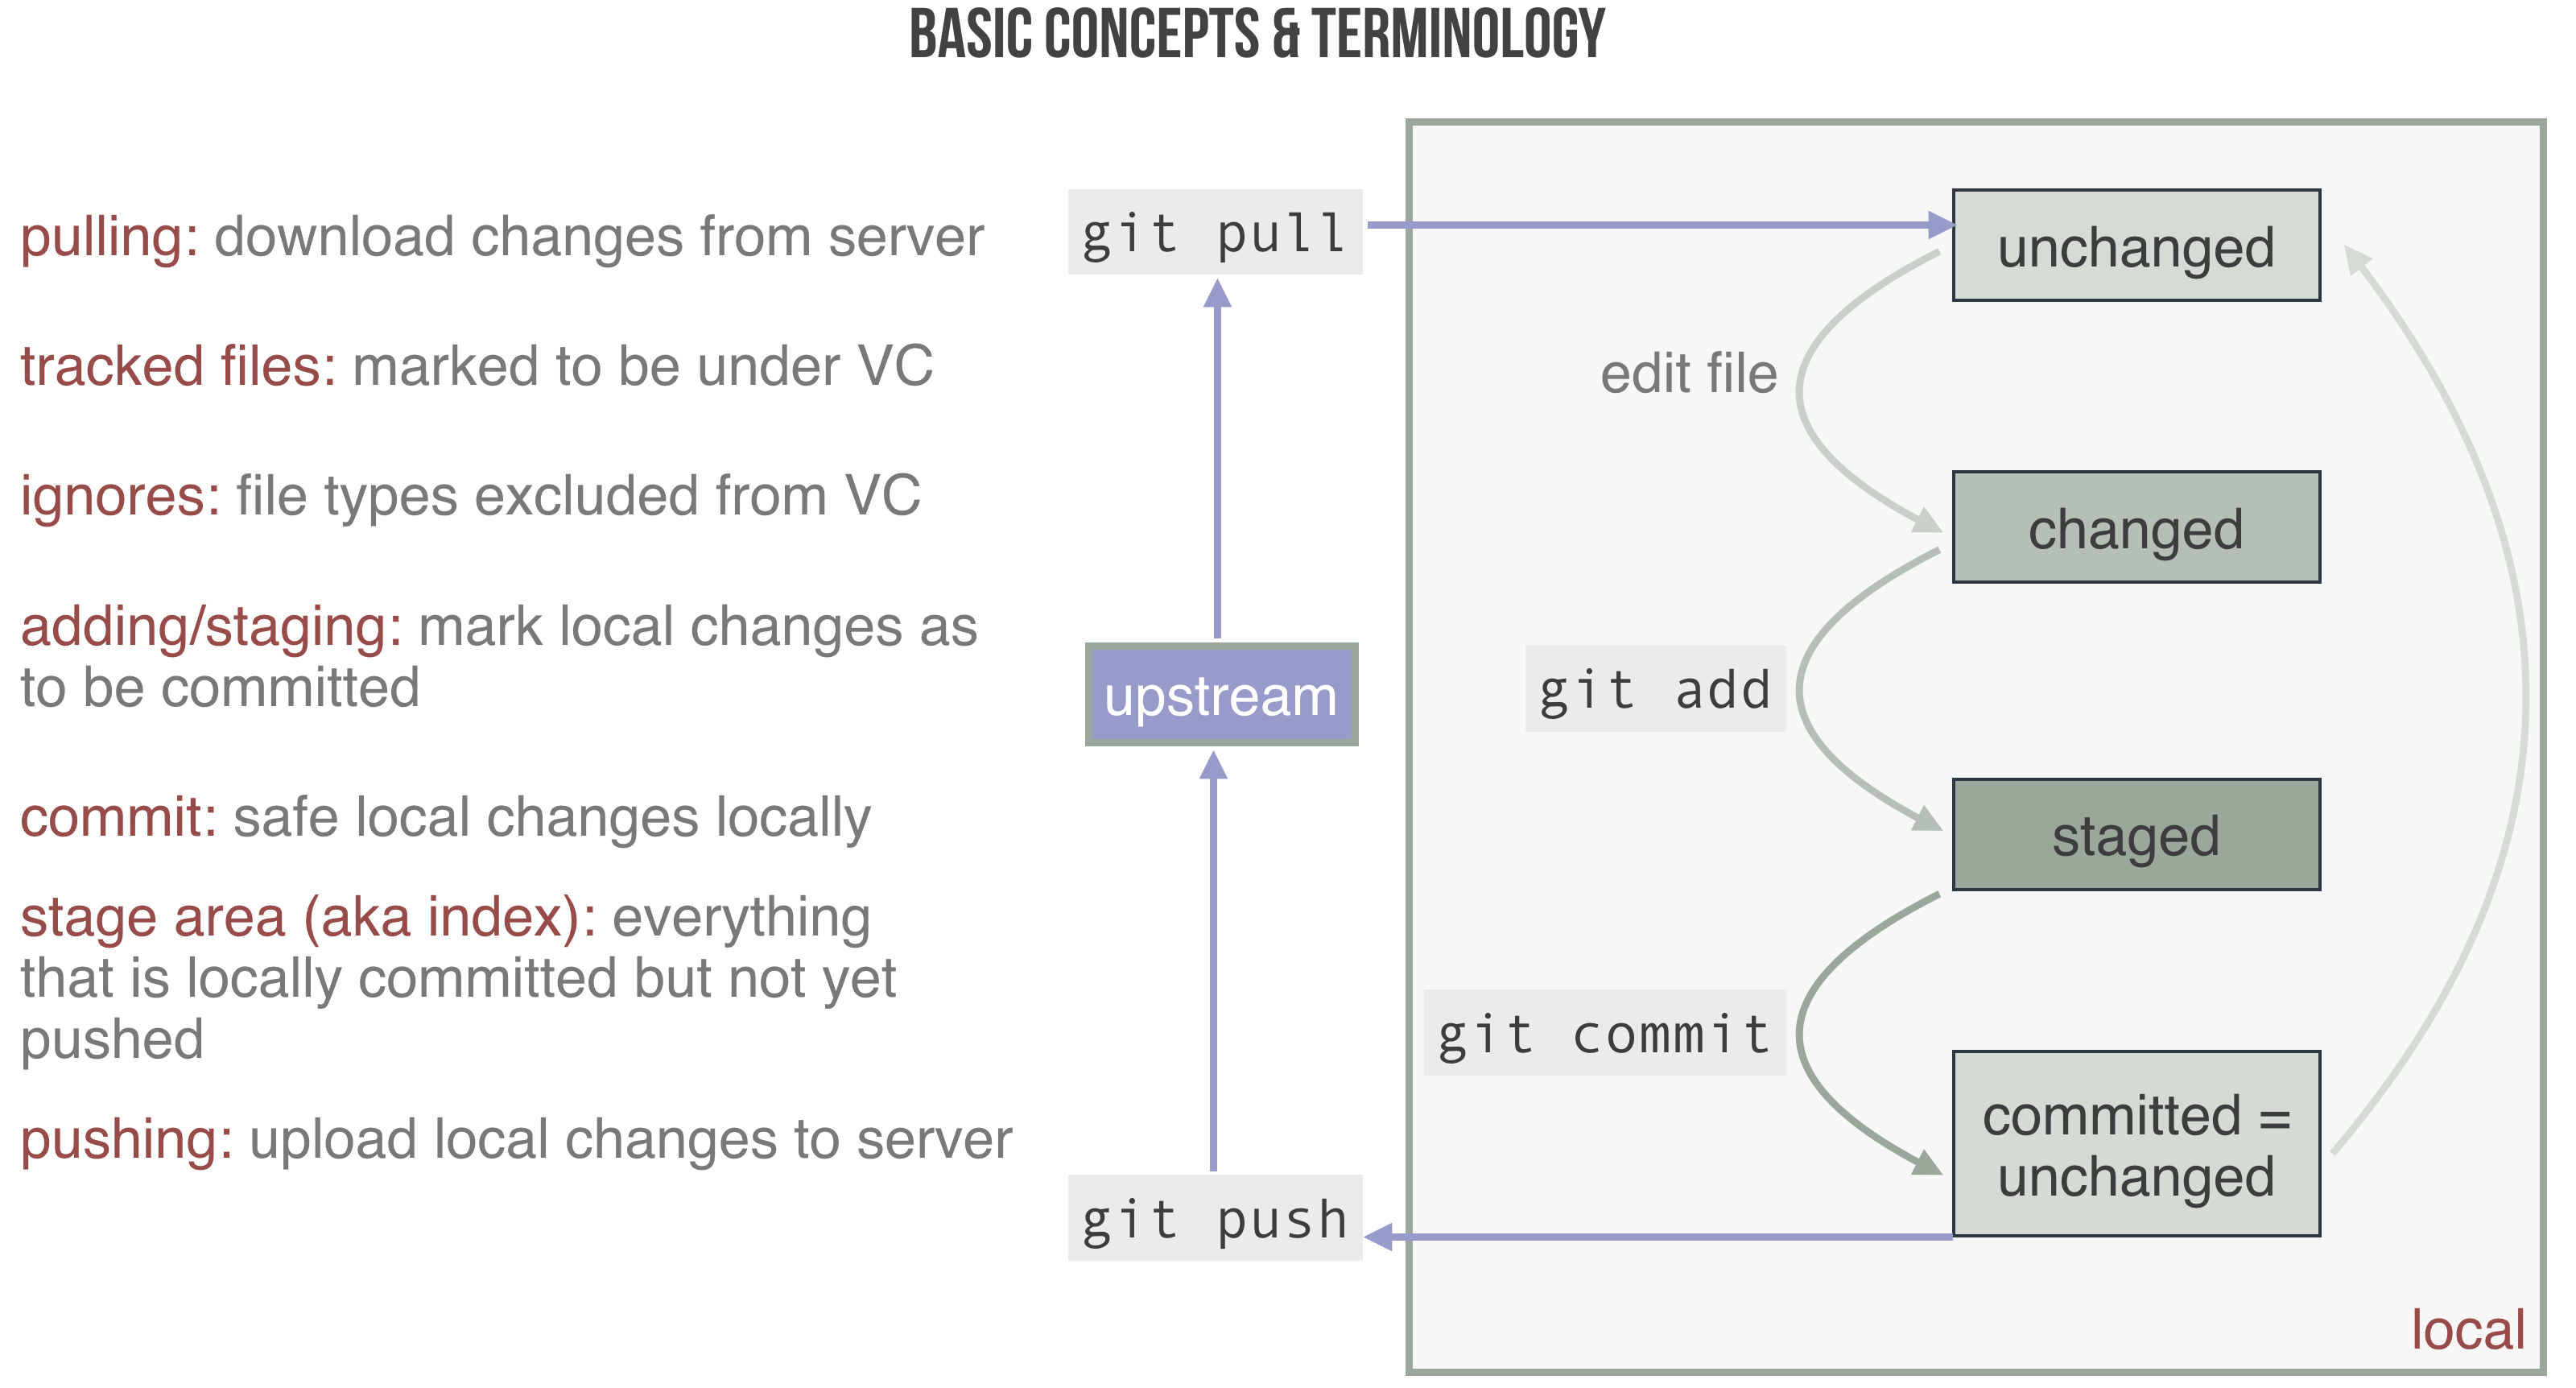 BASIC CONCEPTS & TERMINOLOGY
pulling: download changes from server
tracked files: marked to be under VC
ignores: file types excluded from VC
adding/staging: mark local changes as
to be committed
commit: safe local changes locally
stage area (aka index): everything
that is locally committed but not yet
pushed
pushing: upload local changes to server
git pull
upstream
git push
unchanged
edit file
changed
git add
staged
git commit
committed =
unchanged
local